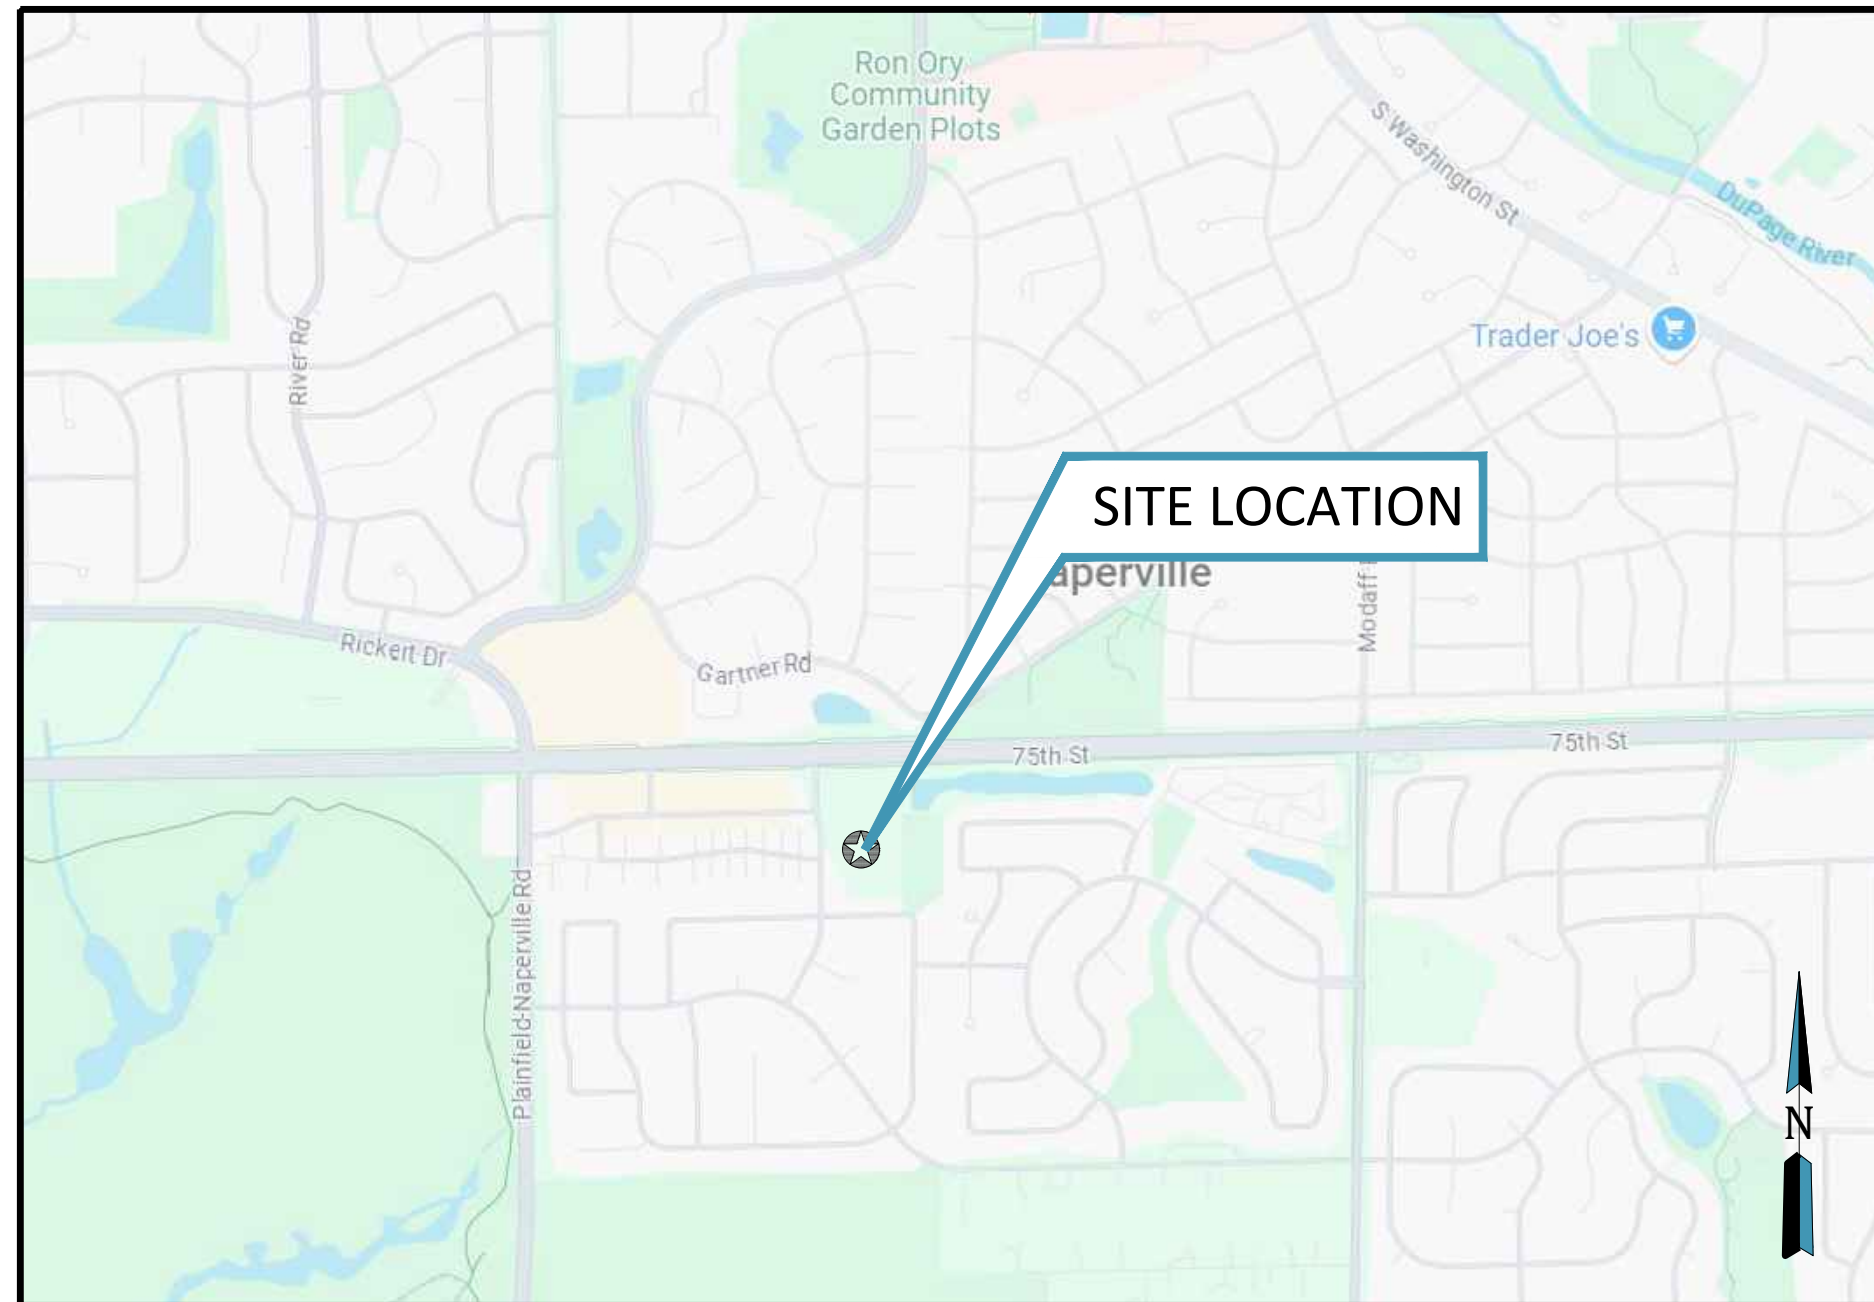 Ron Ory
Community
Garden Plots
S Washington St
DuPage River
Trader Joe's
River Rd
SITE LOCATION
aperville
Modaff
Rickert Dr
Gartner Rd
75th St
75th St
Plainfield-Naperville Rd
N